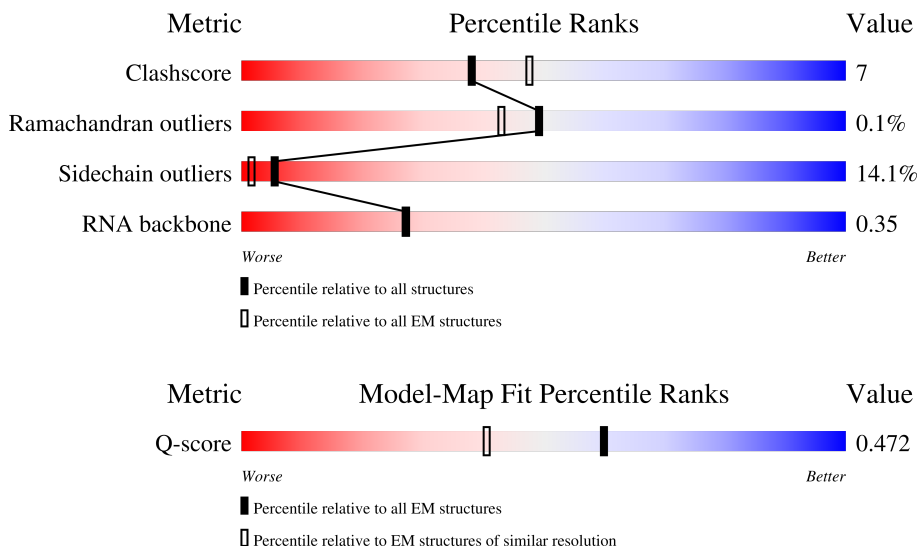 Metric Percentile Ranks Value
Clashscore 7
Ramachandran outliers 0.1%
Sidechain outliers 14.1%
RNA backbone 0.35
Worse Better
Percentile relative to all structures
Percentile relative to all EM structures
Metric Model-Map Fit Percentile Ranks Value
Q-score 0.472
Worse Better
Percentile relative to all EM structures
Percentile relative to EM structures of similar resolution